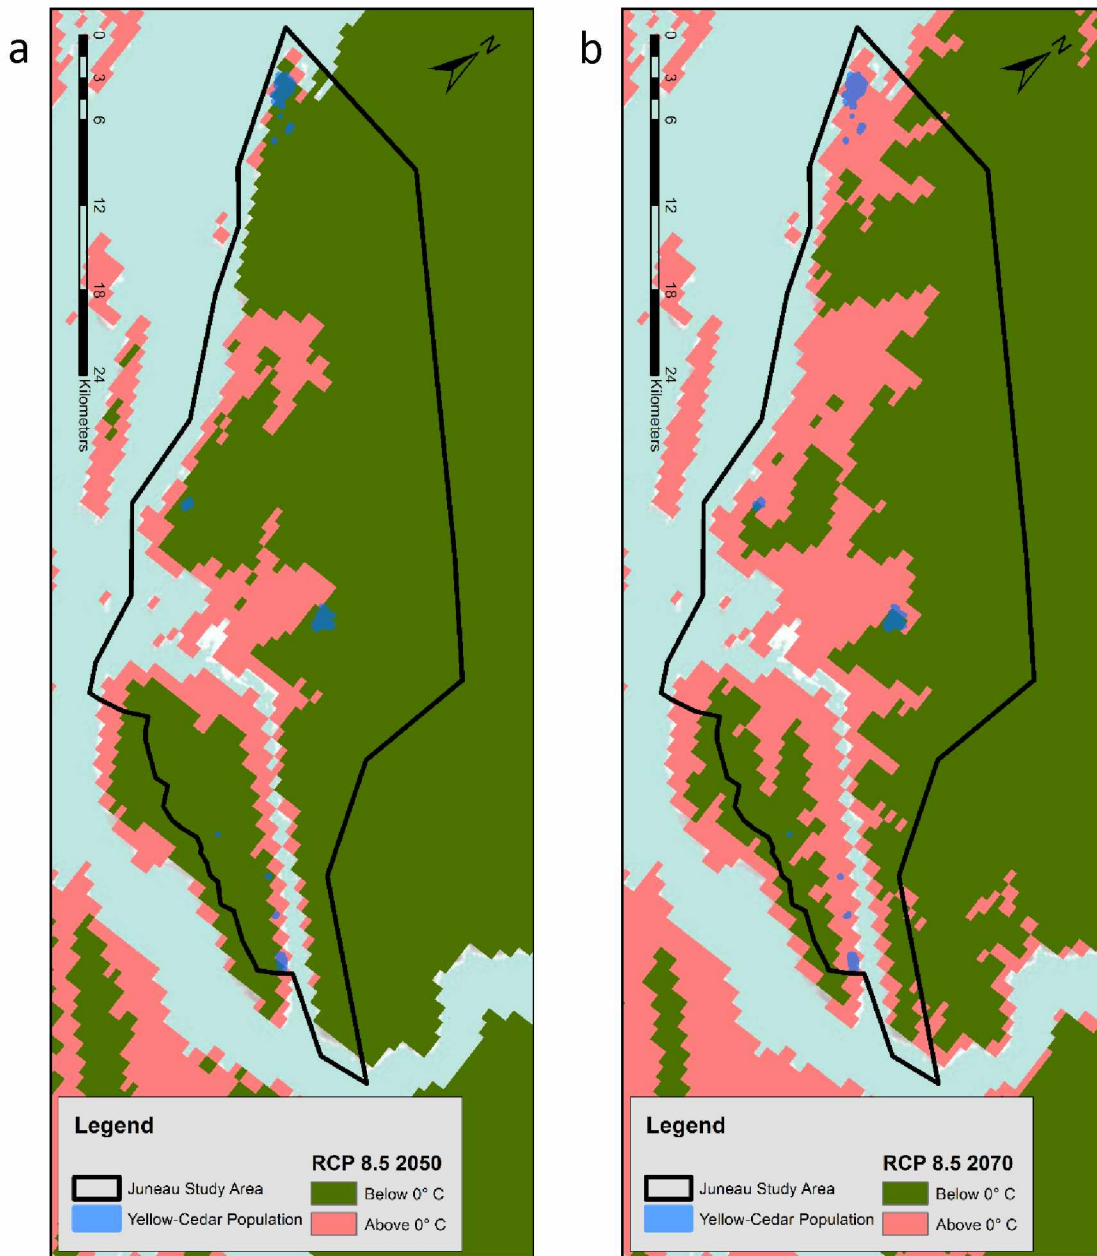 a
0 3 6 12 18 24
Kilometers
N
Legend
RCP 8.5 2050
Juneau Study Area
Below 0° C
Yellow-Cedar Population
Above 0° C
b
0 3 6 12 18 24
Kilometers
N
Legend
RCP 8.5 2070
Juneau Study Area
Below 0° C
Yellow-Cedar Population
Above 0° C